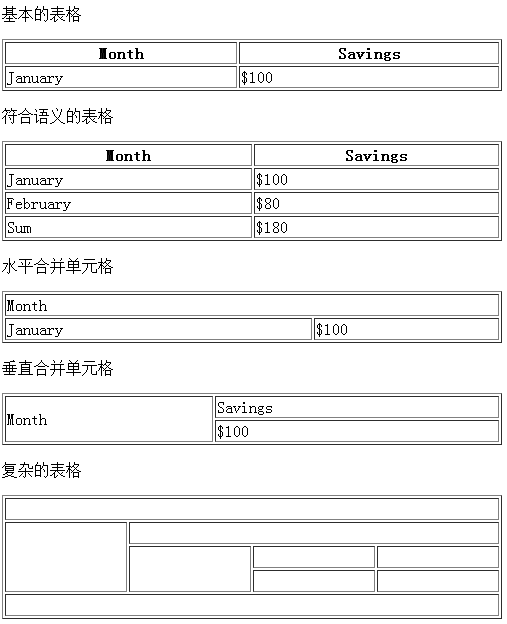 基本的表格
Month Savings
January $100
符合语义的表格
Month Savings
January $100
February $80
Sum $180
水平合并单元格
Month
January $100
垂直合并单元格
Month
Savings
$100
复杂的表格